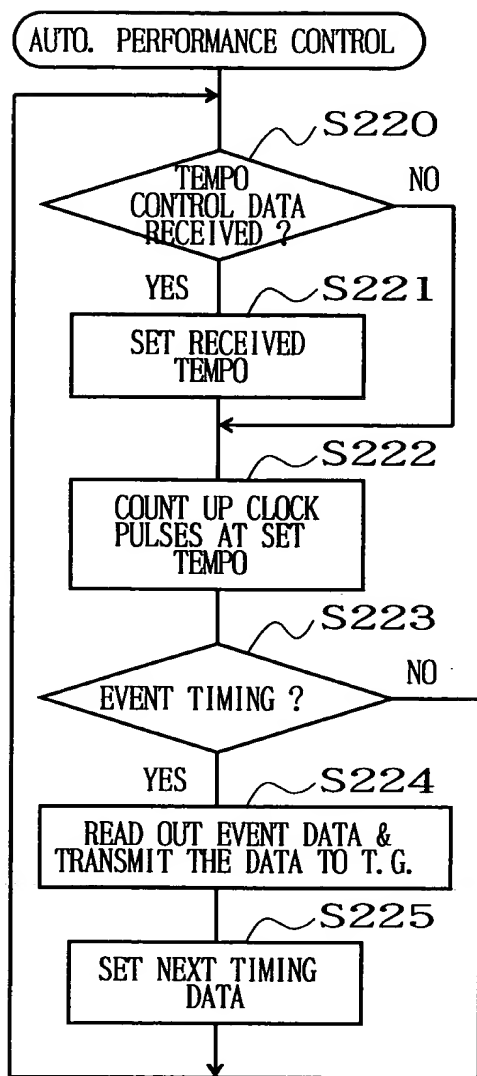 AUTO. PERFORMANCE CONTROL
S220
TEMPO
CONTROL DATA
RECEIVED ?
NO
YES
S221
SET RECEIVED
TEMPO
S222
COUNT UP CLOCK
PULSES AT SET
TEMPO
S223
EVENT TIMING ?
NO
YES
S224
READ OUT EVENT DATA &
TRANSMIT THE DATA TO T. G.
S225
SET NEXT TIMING
DATA